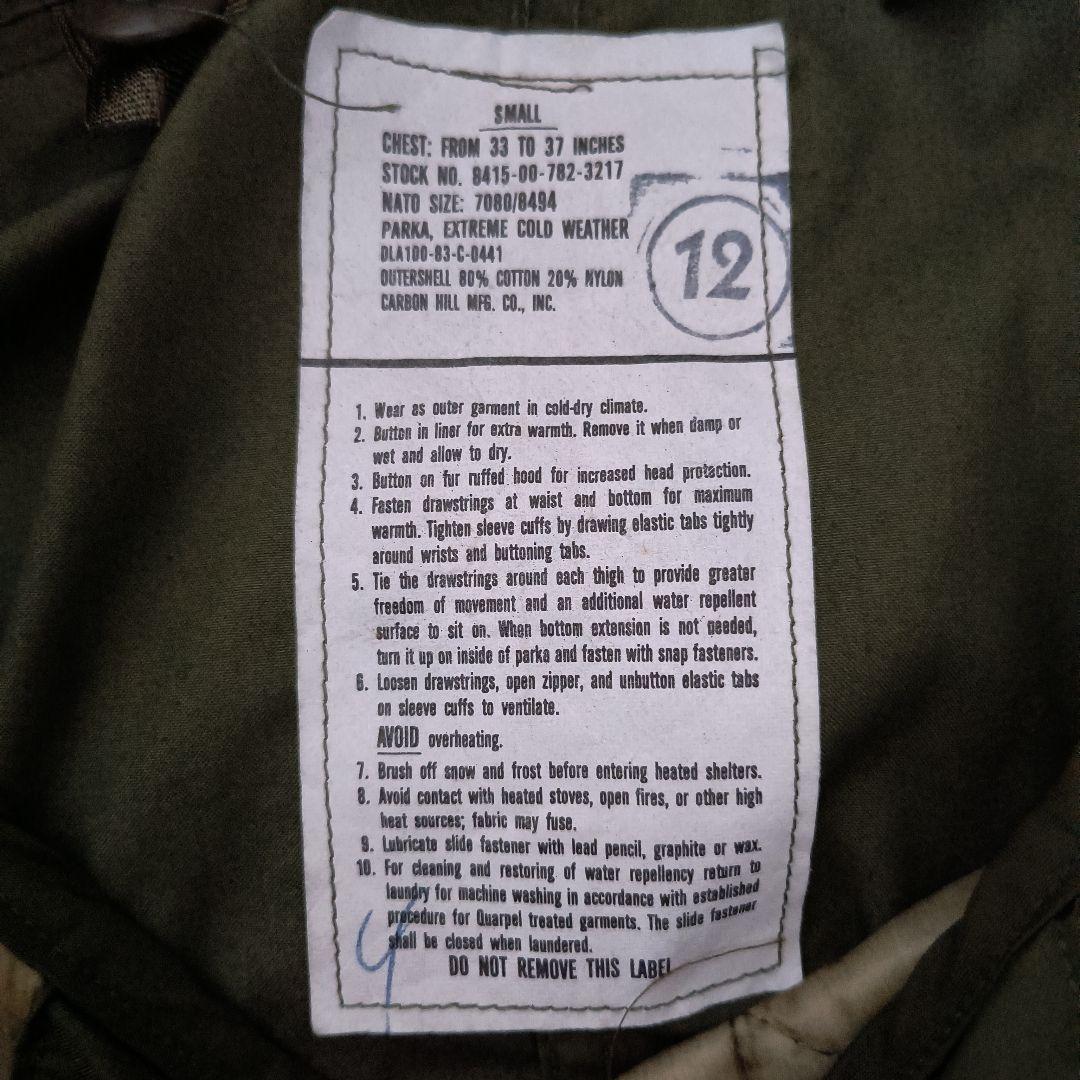 SMALL
CHEST: FROM 33 TO 37 INCHES
STOCK NO. 8415-00-782-3217
NATO SIZE: 7080/8494
PARKA, EXTREME COLD WEATHER
DLA100-83-C-0441
OUTERSHELL 80% COTTON 20% NYLON
CARBON HILL MFG. CO., INC.
12
1. Wear as outer garment in cold-dry climate.
2. Button in liner for extra warmth. Remove it when damp or
wet and allow to dry.
3. Button on fur ruffed hood for increased head protection.
4. Fasten drawstrings at waist and bottom for maximum
warmth. Tighten sleeve cuffs by drawing elastic tabs tightly
around wrists and buttoning tabs.
5. Tie the drawstrings around each thigh to provide greater
freedom of movement and an additional water repellent
surface to sit on. When bottom extension is not needed,
turn it up on inside of parka and fasten with snap fasteners.
6. Loosen drawstrings, open zipper, and unbutton elastic tabs
on sleeve cuffs to ventilate.
AVOID overheating.
7. Brush off snow and frost before entering heated shelters.
8. Avoid contact with heated stoves, open fires, or other high
heat sources; fabric may fuse.
9. Lubricate slide fastener with lead pencil, graphite or wax.
10. For cleaning and restoring of water repellency return to
laundry for machine washing in accordance with established
procedure for Quarpel treated garments. The slide fastener
shall be closed when laundered.
DO NOT REMOVE THIS LABEL